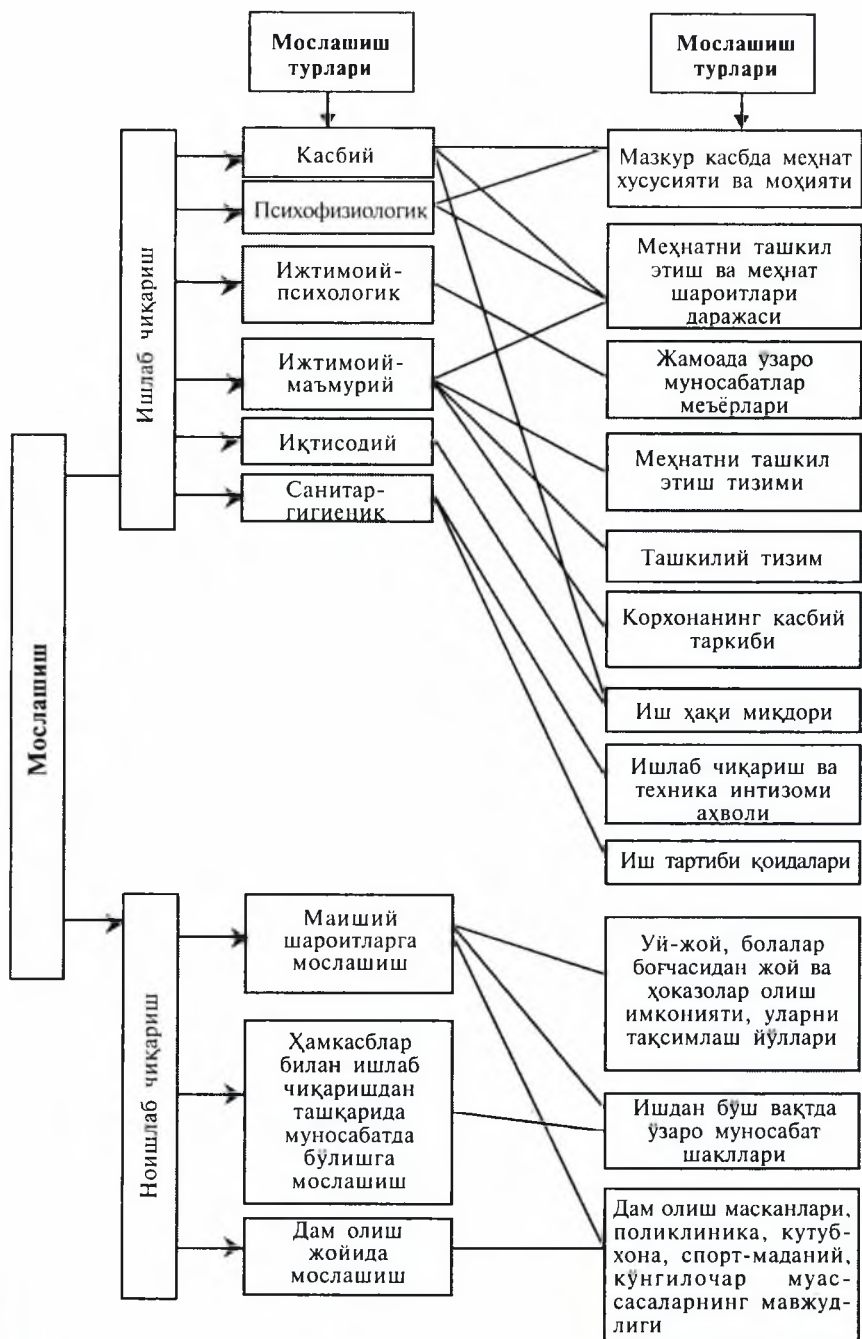 Мослашиш
турлари
Мослашиш
турлари
Мослашиш
Ишлаб чиқариш
Касбий
Психофизиологик
Ижтимоий-
психологик
Ижтимоий-
маъмурий
Иқтисодий
Санитар-
гигиеник
Мазкур касбда меҳнат
хусусияти ва моҳияти
Меҳнатни ташкил
этиш ва меҳнат
шароитлари
даражаси
Жамоада ўзаро
муносабатлар
меъёрлари
Меҳнатни ташкил
этиш тизими
Ташкилий тизим
Корхонанинг касбий
таркиби
Иш ҳақи миқдори
Ишлаб чиқариш ва
техника интизоми
аҳволи
Иш тартиби қоидалари
Ноишлаб чиқариш
Маиший
шароитларга
мослашиш
Ҳамкасблар
билан ишлаб
чиқаришдан
ташқарида
муносабатда
бўлишга
мослашиш
Дам олиш
жойида
мослашиш
Уй-жой, болалар
боғчасидан жой ва
ҳоказолар олиш
имконияти, уларни
тақсимлаш йўллари
Ишдан бўш вақтда
ўзаро муносабат
шакллари
Дам олиш масканлари,
поликлиника, кутуб-
хона, спорт-маданий,
кўнгилочар муас-
сасаларнинг мавжуд-
лиги